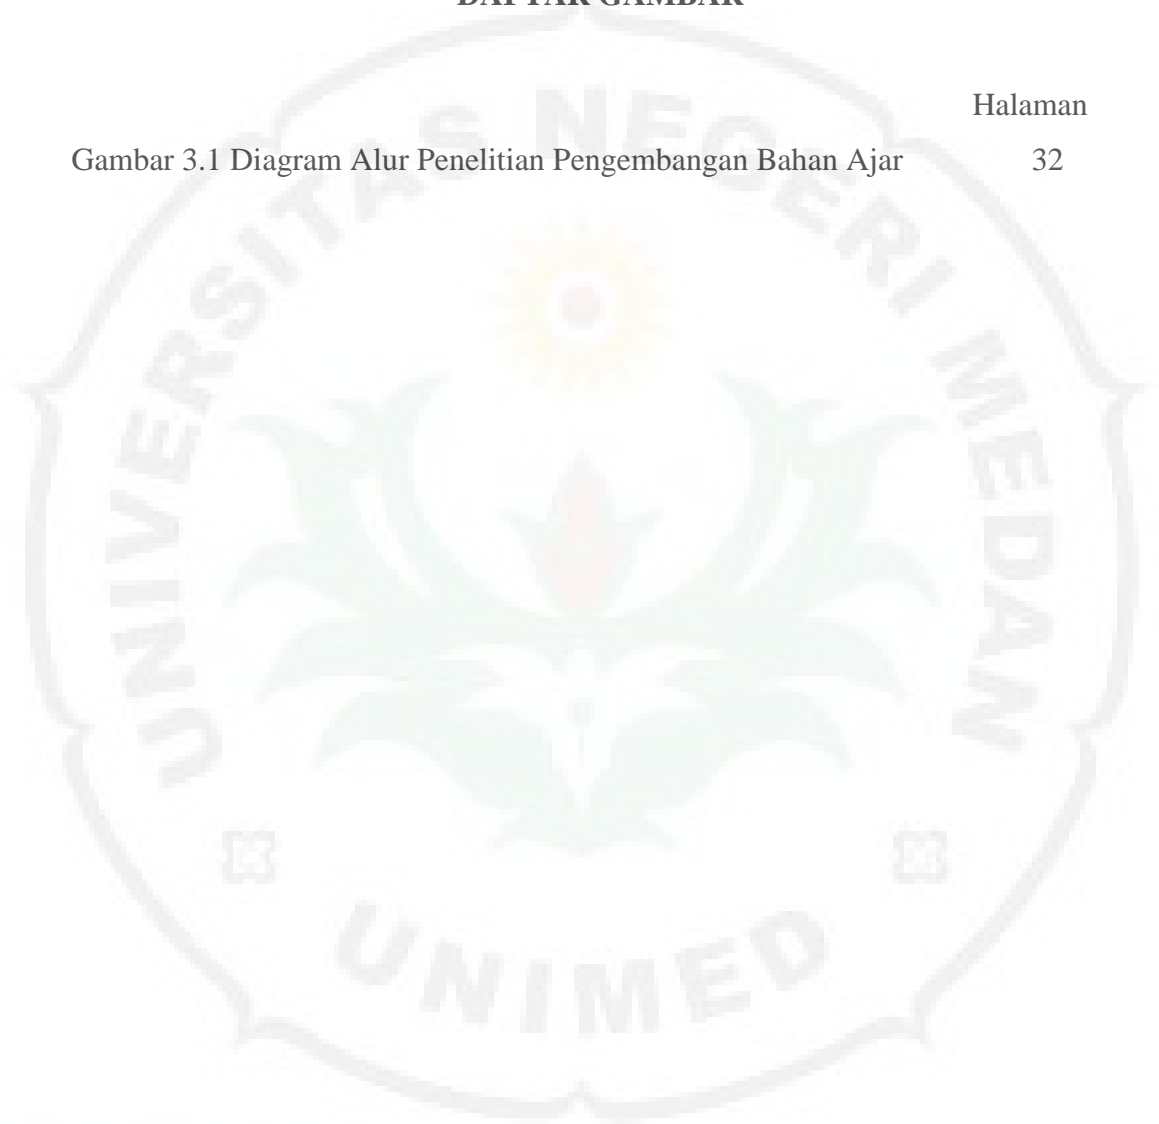 DAFTAR GAMBAR
Halaman
Gambar 3.1 Diagram Alur Penelitian Pengembangan Bahan Ajar 32
UNIVERSITAS NEGERI MEDAN
UNIMED